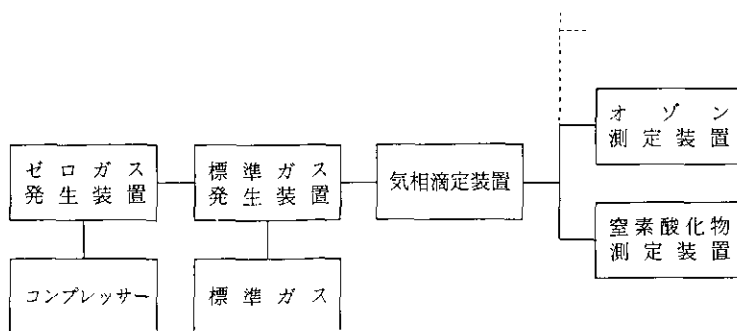 オゾン
測定装置
ゼロガス
発生装置
標準ガス
発生装置
気相滴定装置
窒素酸化物
測定装置
コンプレッサー
標準ガス